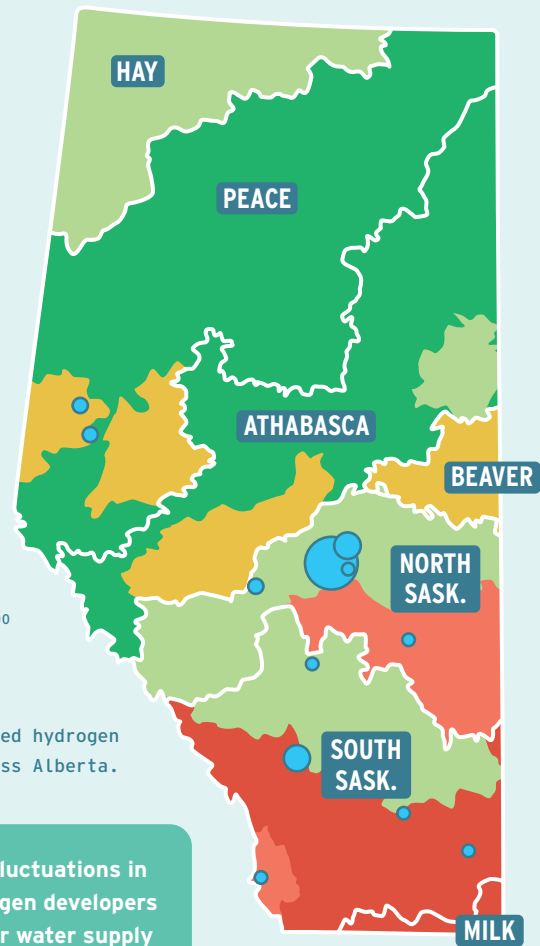 HAY
PEACE
ATHABASCA
BEAVER
NORTH
SASK.
SOUTH
SASK.
MILK
ed hydrogen
ss Alberta.
luctuations in
gen developers
r water supply